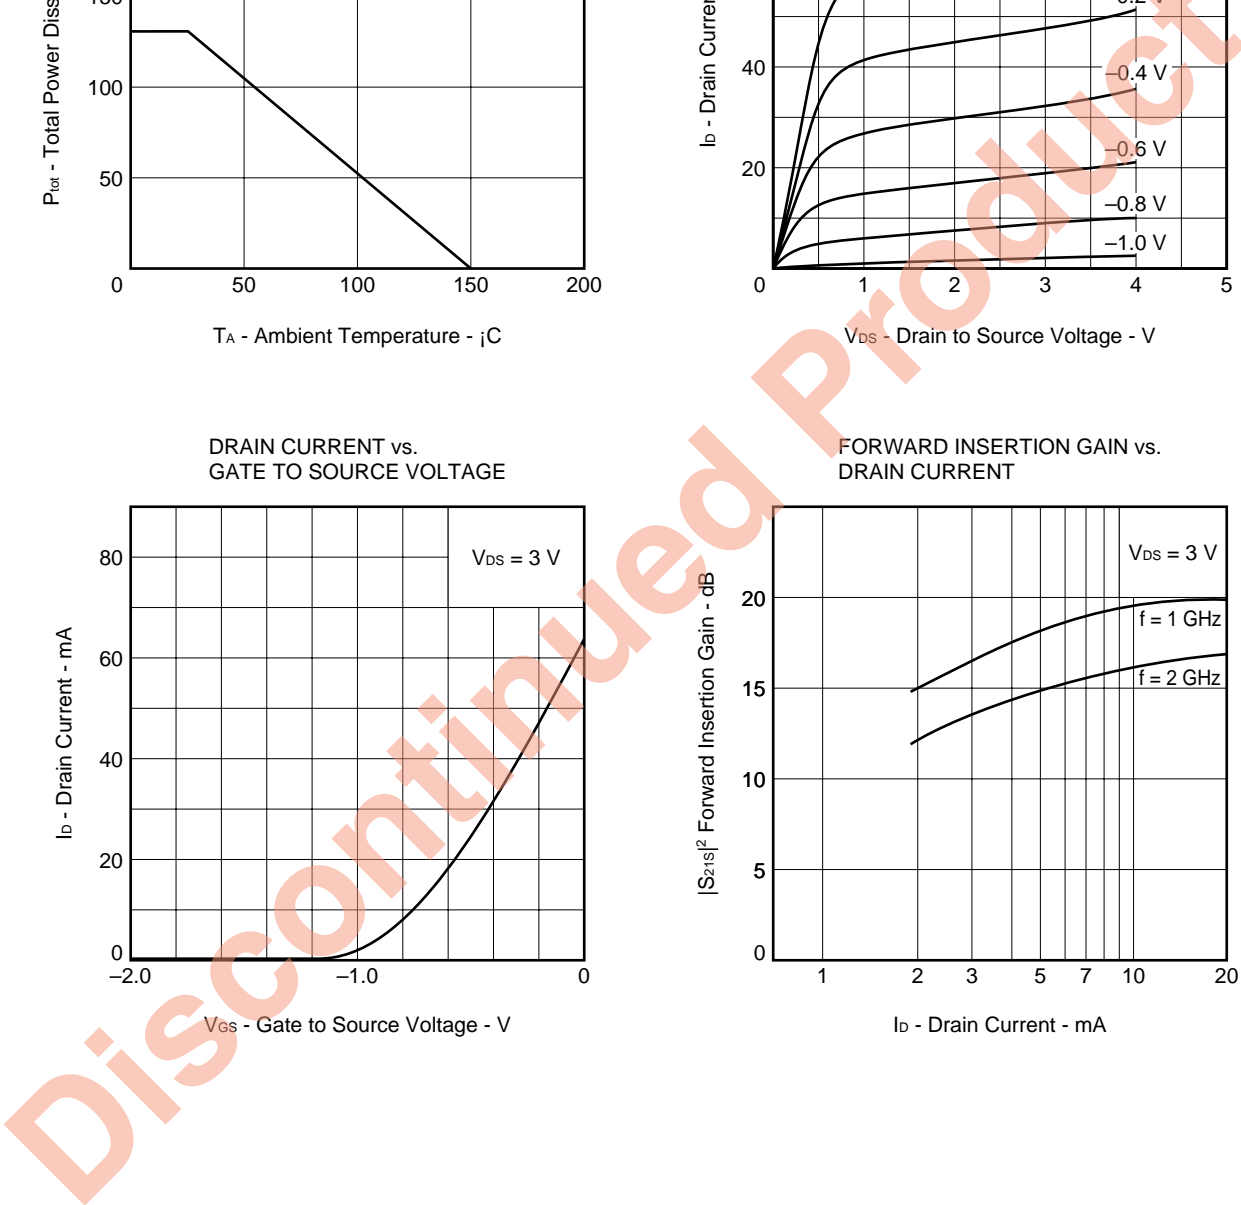 150
100
50
0
50
100
150
200
Ptot - Total Power Diss
TA - Ambient Temperature - ¡C
ID - Drain Curren
40
20
0
1
2
3
4
5
–0.2 V
–0.4 V
–0.6 V
–0.8 V
–1.0 V
VDS - Drain to Source Voltage - V
DRAIN CURRENT vs.
GATE TO SOURCE VOLTAGE
VDS = 3 V
ID - Drain Current - mA
80
60
40
20
0
–2.0
–1.0
0
VGS - Gate to Source Voltage - V
FORWARD INSERTION GAIN vs.
DRAIN CURRENT
VDS = 3 V
f = 1 GHz
f = 2 GHz
|S21S|² Forward Insertion Gain - dB
20
15
10
5
0
1
2
3
5
7
10
20
ID - Drain Current - mA
Discontinued Product